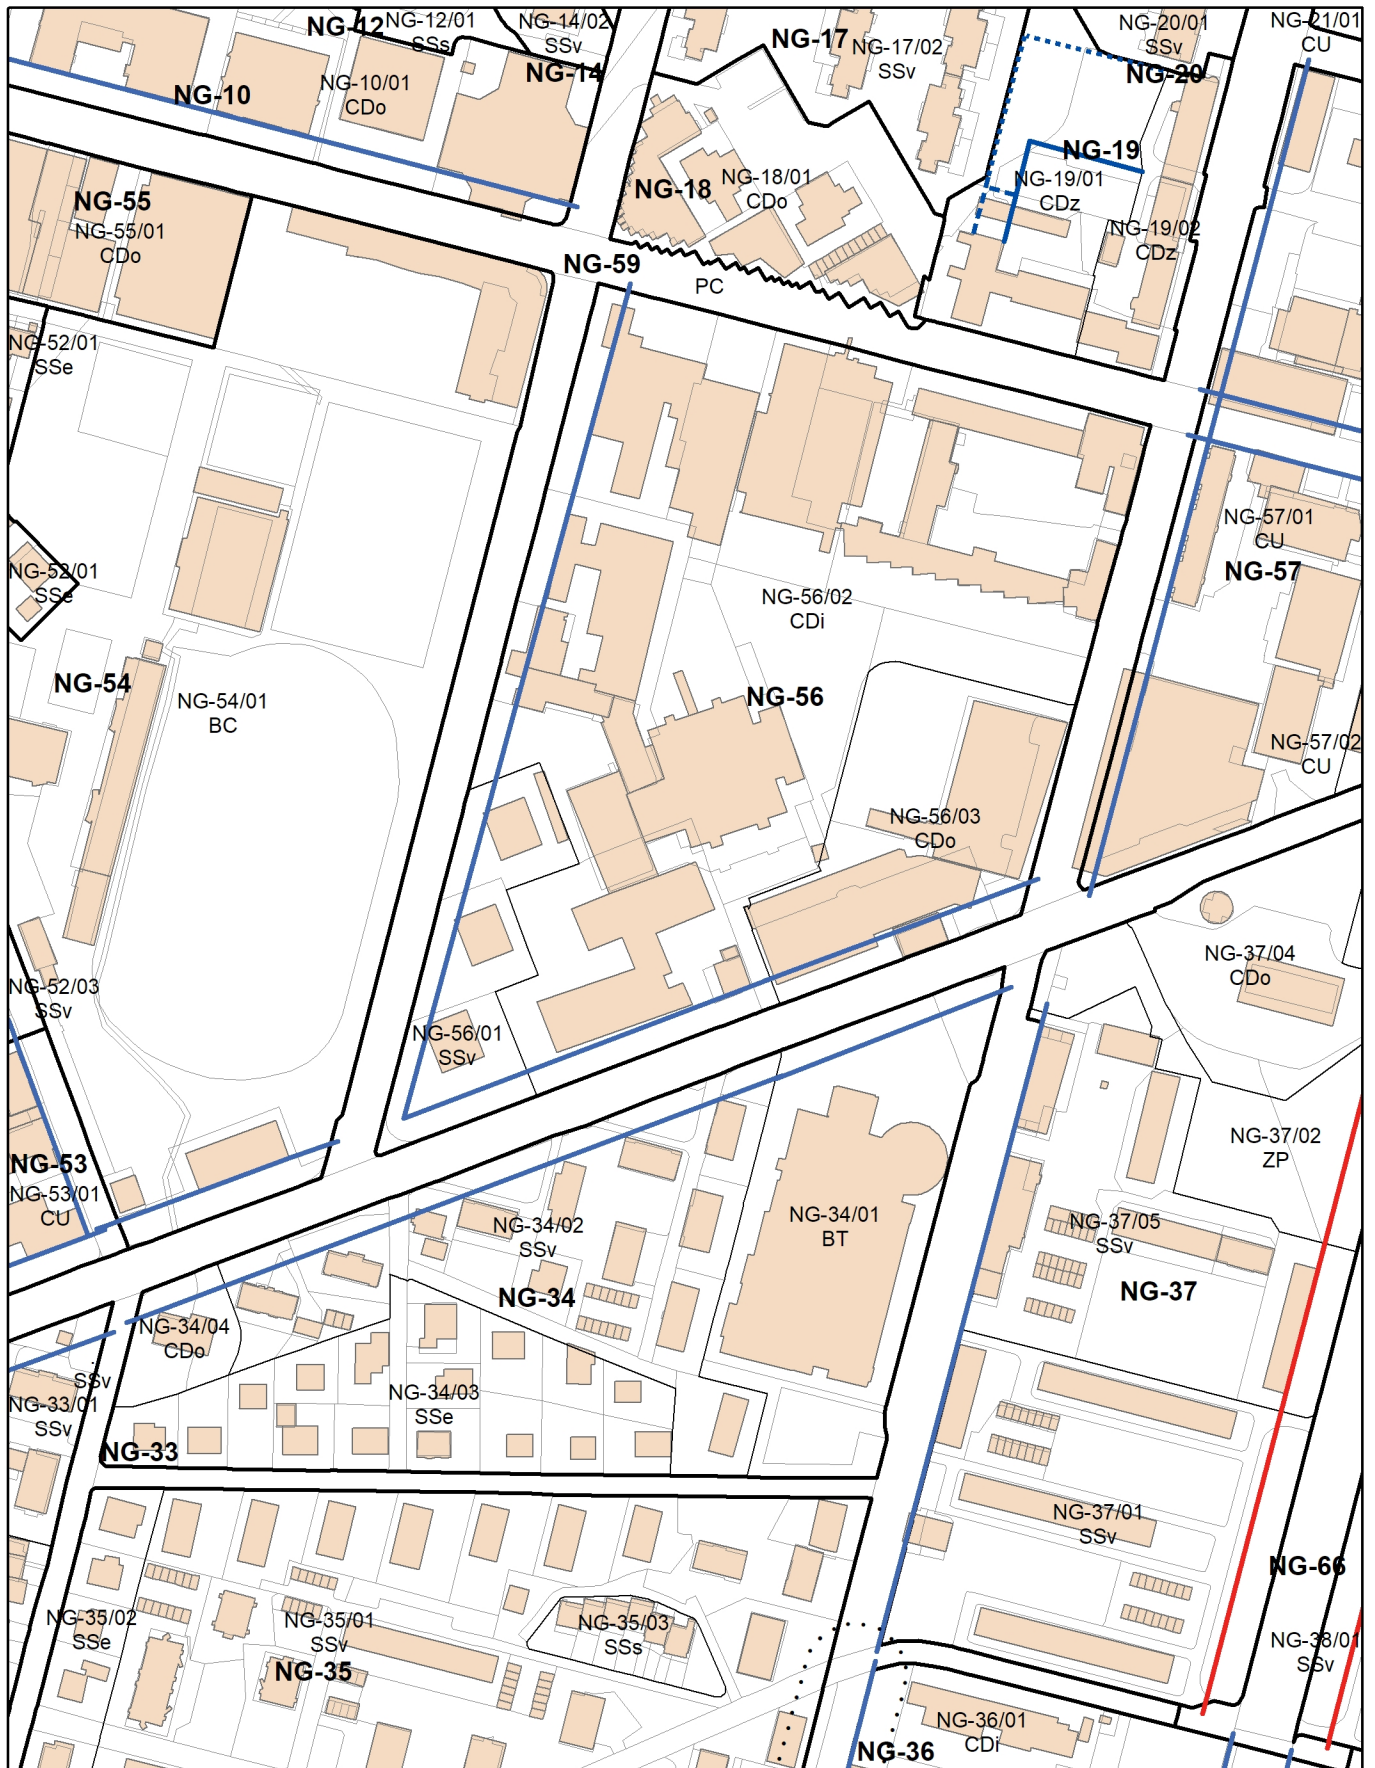 NG-12
NG-12/01
SSs
NG-14/02
SSv
NG-14
NG-17
NG-17/02
SSv
NG-20/01
SSv
NG-20
NG-21/01
CU
NG-10
NG-10/01
CDo
NG-18
NG-18/01
CDo
NG-19
NG-19/01
CDz
NG-19/02
CDz
NG-55
NG-55/01
CDo
NG-59
PC
NG-52/01
SSe
NG-57/01
CU
NG-57
NG-52/01
SSe
NG-56/02
CDi
NG-54
NG-54/01
BC
NG-56
NG-57/02
CU
NG-56/03
CDo
NG-52/03
SSv
NG-37/04
CDo
NG-56/01
SSv
NG-53
NG-53/01
CU
NG-37/02
ZP
NG-34/02
SSv
NG-34/01
BT
NG-37/05
SSv
NG-37
NG-34
NG-34/04
CDo
SSv
NG-33/01
SSv
NG-34/03
SSe
NG-33
NG-37/01
SSv
NG-66
NG-35/02
SSe
NG-35/01
SSv
NG-35
NG-35/03
SSs
NG-38/01
SSv
NG-36/01
CDi
NG-36